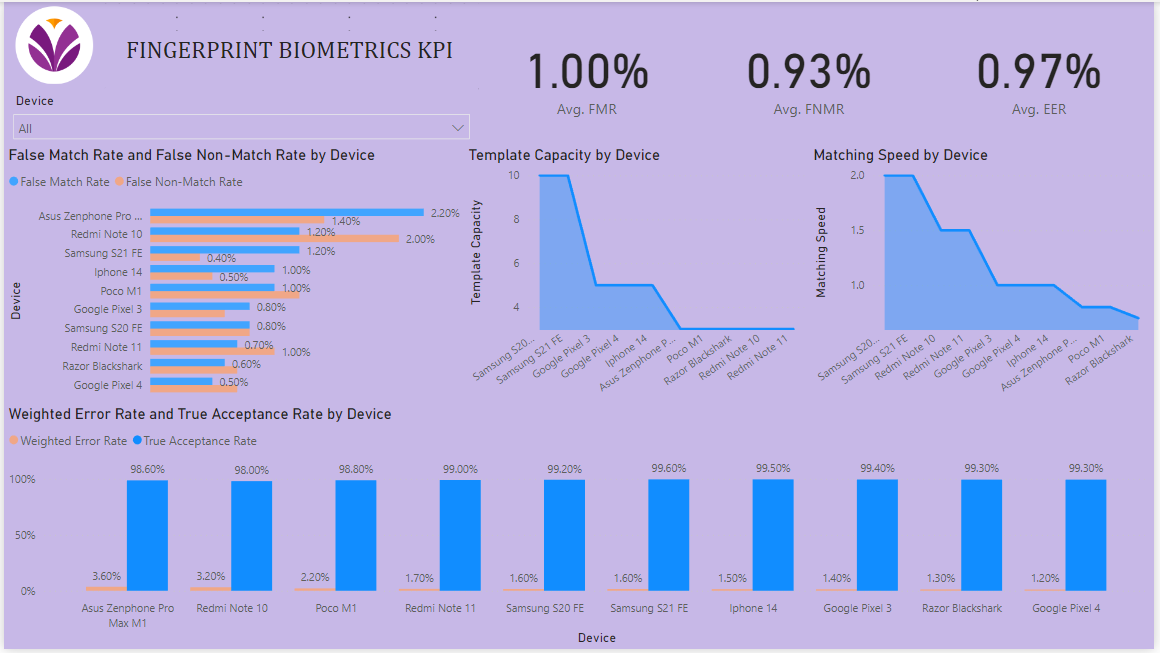 FINGERPRINT BIOMETRICS KPI
1.00%
Avg. FMR
0.93%
Avg. FNMR
0.97%
Avg. EER
Device
All
False Match Rate and False Non-Match Rate by Device
False Match Rate False Non-Match Rate
Device
Asus Zenphone Pro ...
2.20%
1.40%
Redmi Note 10
1.20%
2.00%
Samsung S21 FE
1.20%
0.40%
Iphone 14
1.00%
0.50%
Poco M1
1.00%
Google Pixel 3
0.80%
Samsung S20 FE
0.80%
Redmi Note 11
0.70%
1.00%
Razor Blackshark
0.60%
Google Pixel 4
0.50%
Template Capacity by Device
Template Capacity
10
8
6
4
Samsung S20...
Samsung S21 FE
Google Pixel 3
Google Pixel 4
Iphone 14
Asus Zenphone P...
Poco M1
Razor Blackshark
Redmi Note 10
Redmi Note 11
Matching Speed by Device
Matching Speed
2.0
1.5
1.0
Samsung S20...
Samsung S21 FE
Redmi Note 10
Redmi Note 11
Google Pixel 3
Google Pixel 4
Iphone 14
Asus Zenphone P...
Poco M1
Razor Blackshark
Weighted Error Rate and True Acceptance Rate by Device
Weighted Error Rate True Acceptance Rate
100%
50%
0%
98.60% 98.00% 98.80% 99.00% 99.20% 99.60% 99.50% 99.40% 99.30% 99.30%
3.60% 3.20% 2.20% 1.70% 1.60% 1.60% 1.50% 1.40% 1.30% 1.20%
Asus Zenphone Pro Redmi Note 10 Poco M1 Redmi Note 11 Samsung S20 FE Samsung S21 FE Iphone 14 Google Pixel 3 Razor Blackshark Google Pixel 4
Max M1
Device